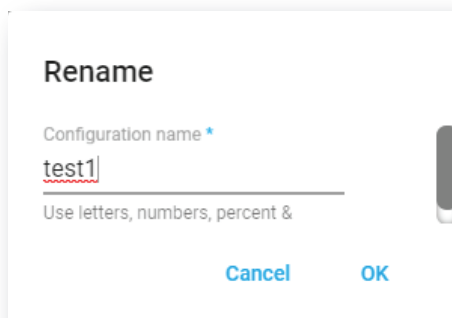 Rename
Configuration name *
test1
Use letters, numbers, percent &
Cancel OK